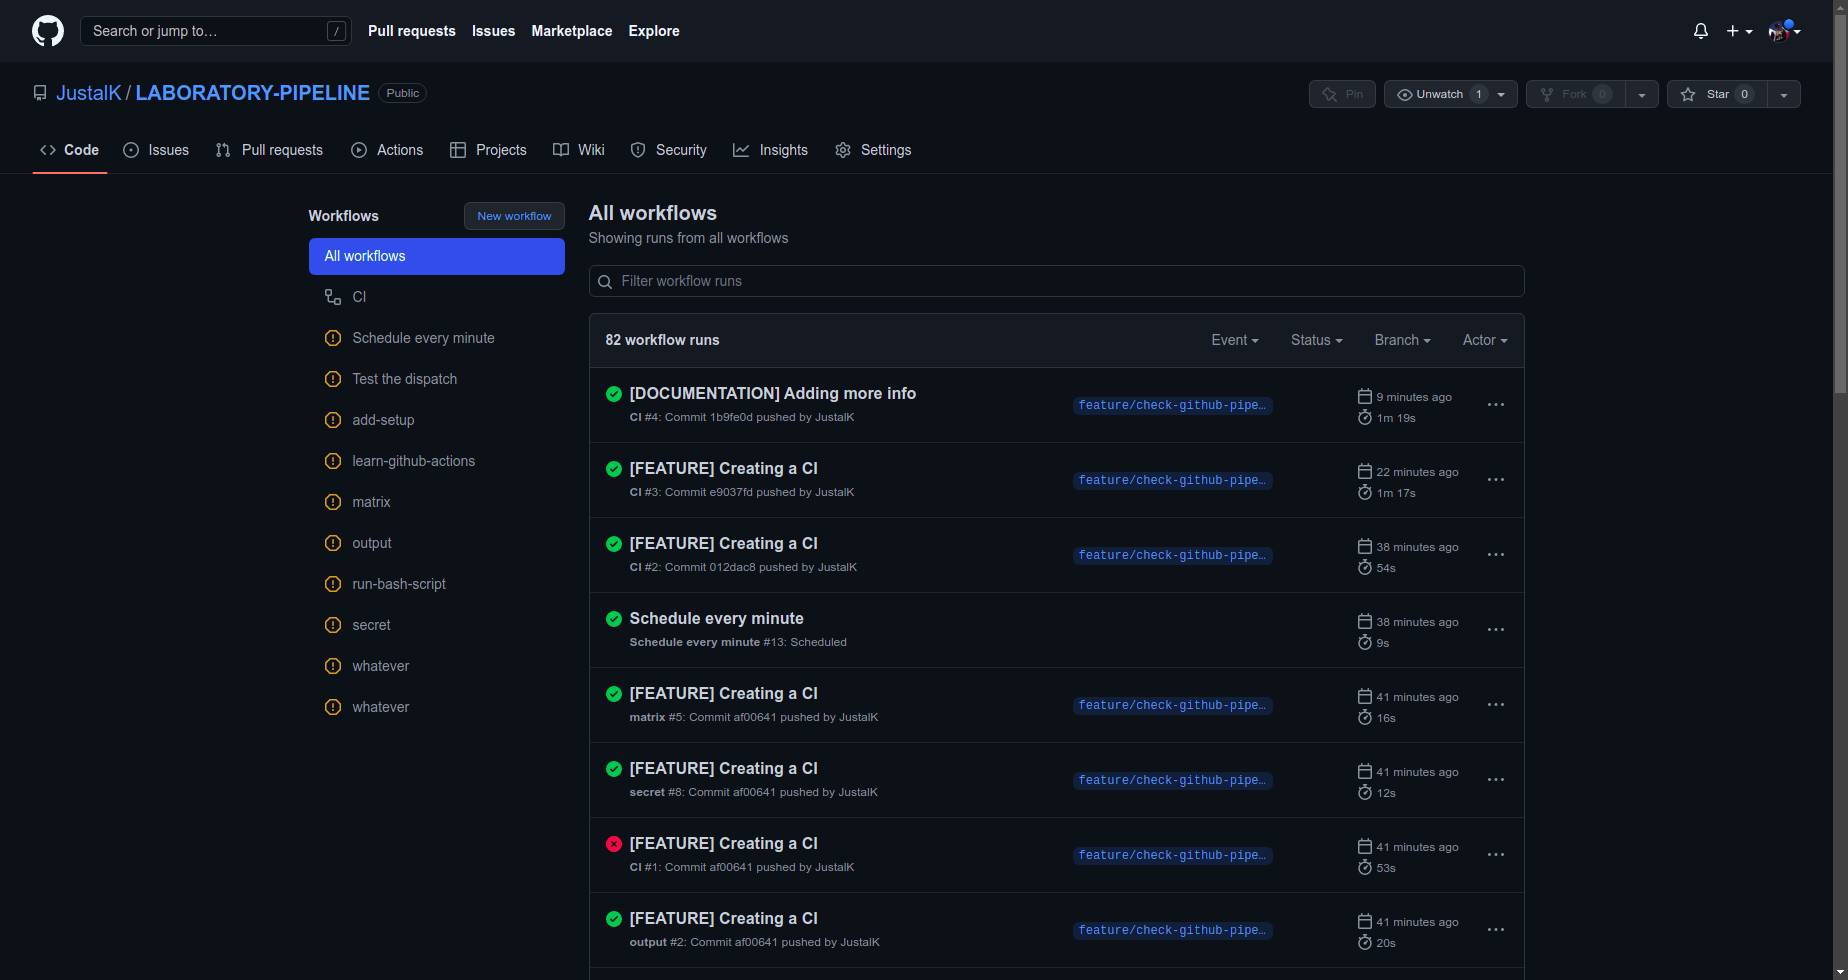 Search or jump to… /
Pull requests Issues Marketplace Explore
JustalK / LABORATORY-PIPELINE Public
Pin Unwatch 1 Fork 0 Star 0
Code Issues Pull requests Actions Projects Wiki Security Insights Settings
Workflows New workflow
All workflows
CI
Schedule every minute
Test the dispatch
add-setup
learn-github-actions
matrix
output
run-bash-script
secret
whatever
whatever
All workflows
Showing runs from all workflows
Filter workflow runs
82 workflow runs Event Status Branch Actor
[DOCUMENTATION] Adding more info
CI #4: Commit 1b9fe0d pushed by JustalK
feature/check-github-pipe…
9 minutes ago
1m 19s
[FEATURE] Creating a CI
CI #3: Commit e9037fd pushed by JustalK
feature/check-github-pipe…
22 minutes ago
1m 17s
[FEATURE] Creating a CI
CI #2: Commit 012dac8 pushed by JustalK
feature/check-github-pipe…
38 minutes ago
54s
Schedule every minute
Schedule every minute #13: Scheduled
38 minutes ago
9s
[FEATURE] Creating a CI
matrix #5: Commit af00641 pushed by JustalK
feature/check-github-pipe…
41 minutes ago
16s
[FEATURE] Creating a CI
secret #8: Commit af00641 pushed by JustalK
feature/check-github-pipe…
41 minutes ago
12s
[FEATURE] Creating a CI
CI #1: Commit af00641 pushed by JustalK
feature/check-github-pipe…
41 minutes ago
53s
[FEATURE] Creating a CI
output #2: Commit af00641 pushed by JustalK
feature/check-github-pipe…
41 minutes ago
20s